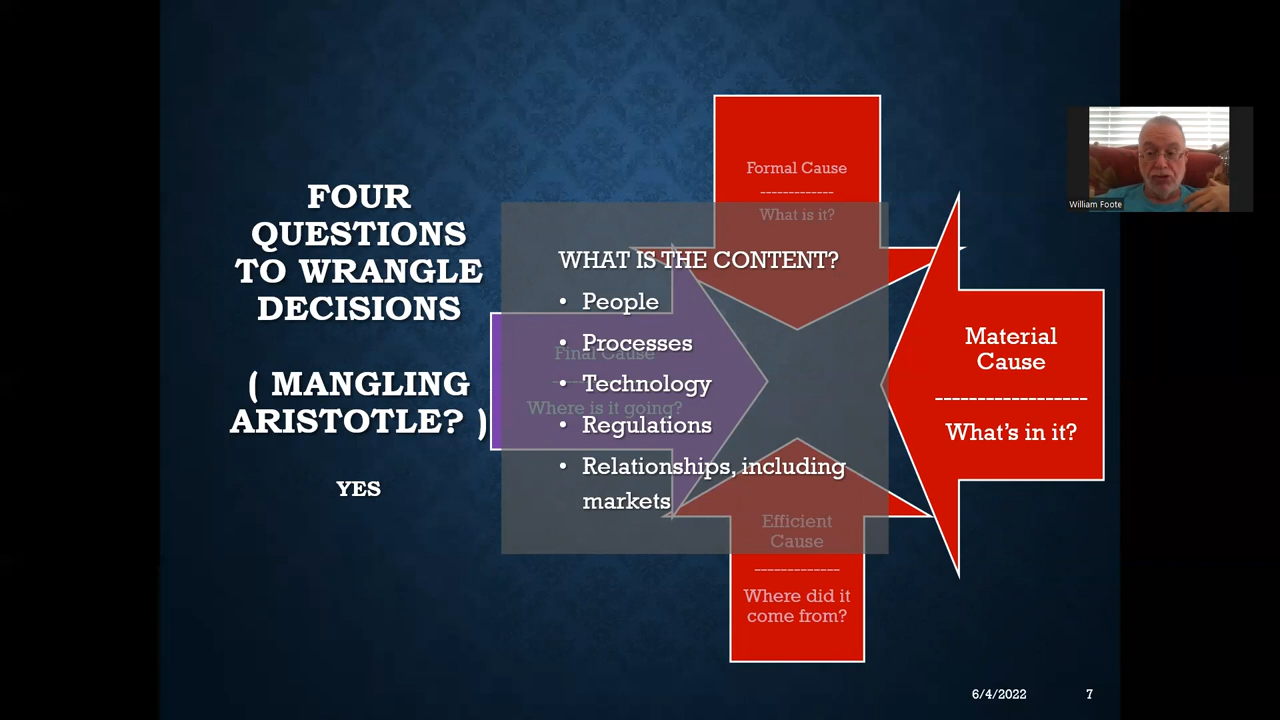 FOUR
QUESTIONS
TO WRANGLE
DECISIONS
( MANGLING
ARISTOTLE? )
YES
Formal Cause
-------------
What is it?
WHAT IS THE CONTENT?
• People
• Processes
• Technology
• Regulations
• Relationships, including
markets
Final Cause
Where is it going?
Material
Cause
------------------
What's in it?
Efficient
Cause
-------------
Where did it
come from?
William Foote
6/4/2022
7